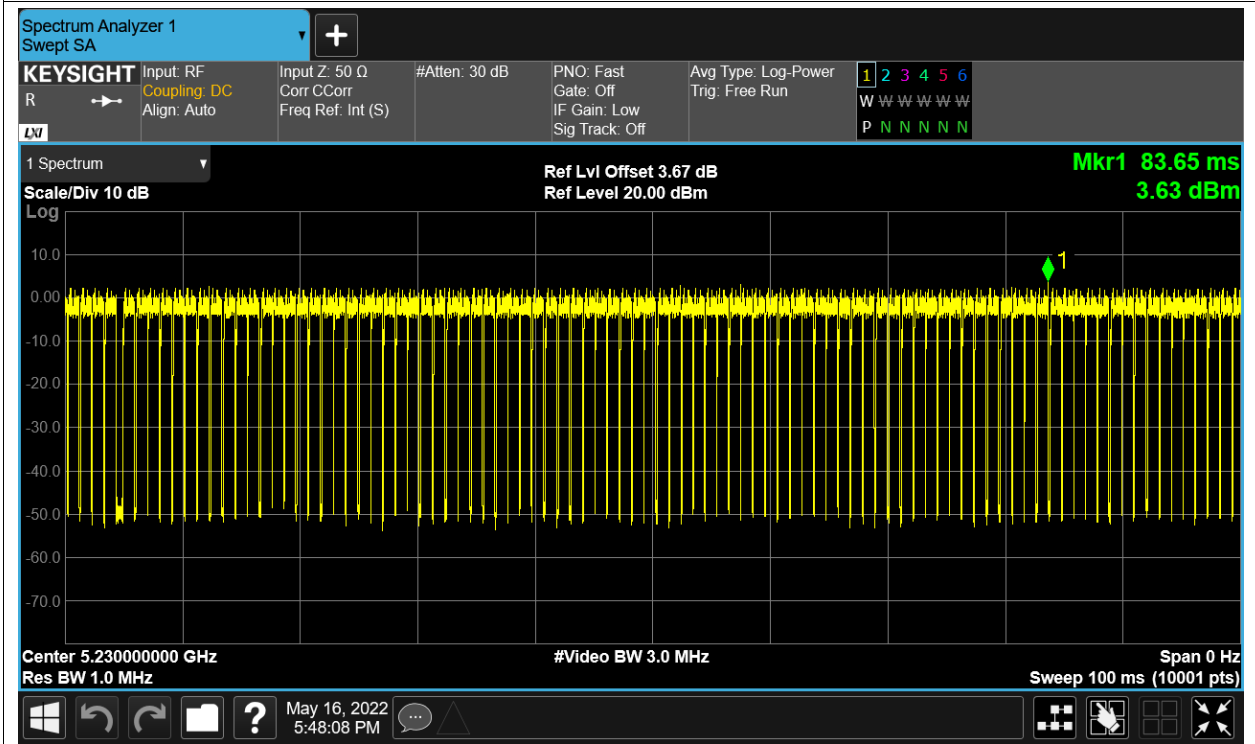 Spectrum Analyzer 1
Swept SA
KEYSIGHT
R
LXI
Input: RF
Coupling: DC
Align: Auto
Input Z: 50 Ω
Corr CCorr
Freq Ref: Int (S)
#Atten: 30 dB
PNO: Fast
Gate: Off
IF Gain: Low
Sig Track: Off
Avg Type: Log-Power
Trig: Free Run
1 2 3 4 5 6
W W W W W W
P N N N N N
1 Spectrum
Scale/Div 10 dB
Log
Ref Lvl Offset 3.67 dB
Ref Level 20.00 dBm
Mkr1 83.65 ms
3.63 dBm
1
10.0
0.00
-10.0
-20.0
-30.0
-40.0
-50.0
-60.0
-70.0
Center 5.230000000 GHz
Res BW 1.0 MHz
#Video BW 3.0 MHz
Span 0 Hz
Sweep 100 ms (10001 pts)
?
May 16, 2022
5:48:08 PM